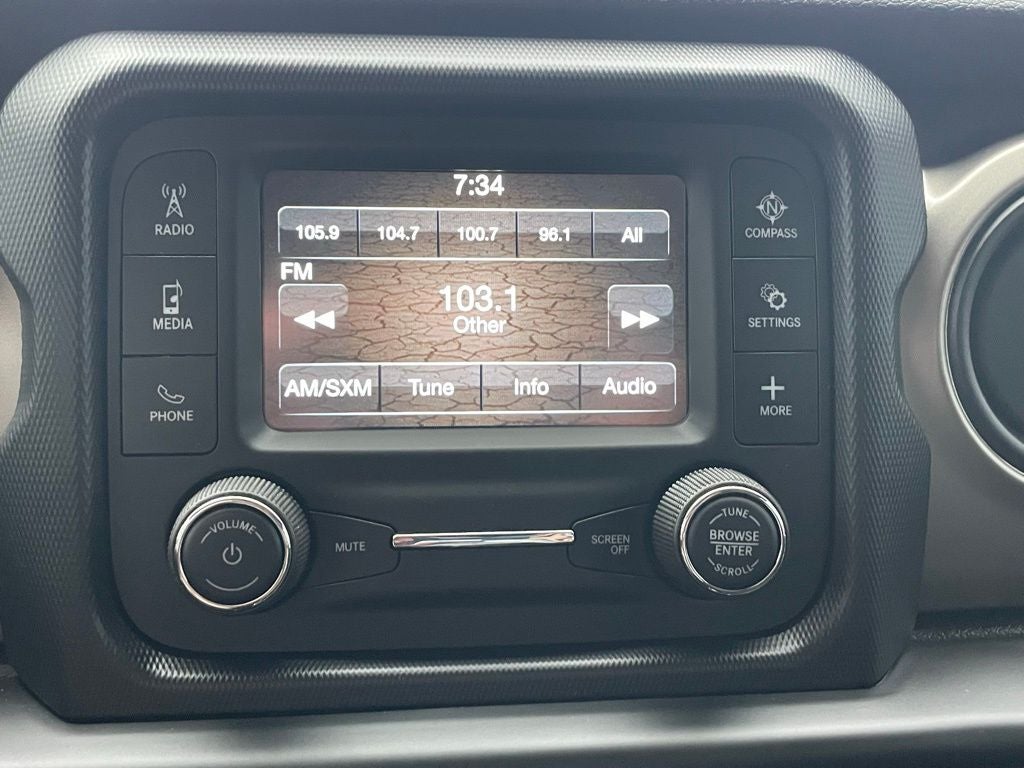 7:34
105.9 104.7 100.7 96.1 All
FM
103.1
Other
AM/SXM Tune Info Audio
RADIO
MEDIA
PHONE
N
COMPASS
SETTINGS
MORE
VOLUME
MUTE
SCREEN
OFF
TUNE
BROWSE
ENTER
SCROLL